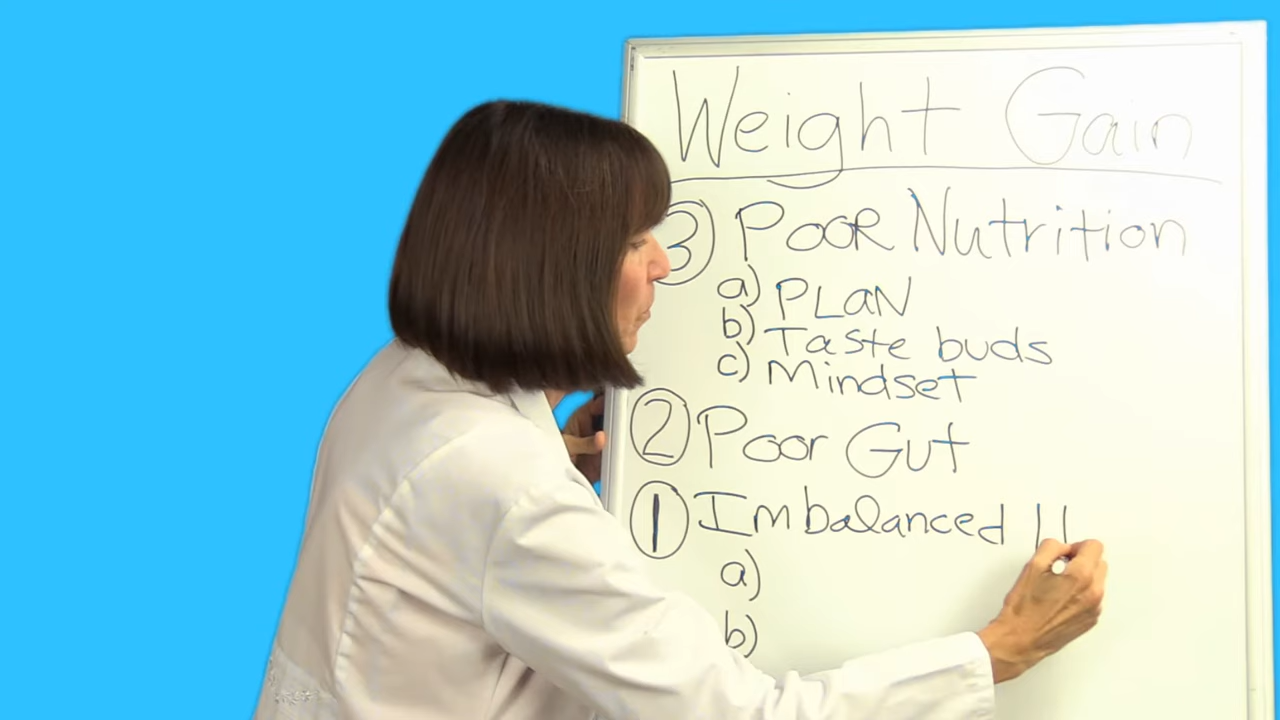 Weight Gain
3 POOR Nutrition
a) PLAN
b) Taste buds
c) Mindset
2 Poor Gut
1 Imbalanced
a)
b)